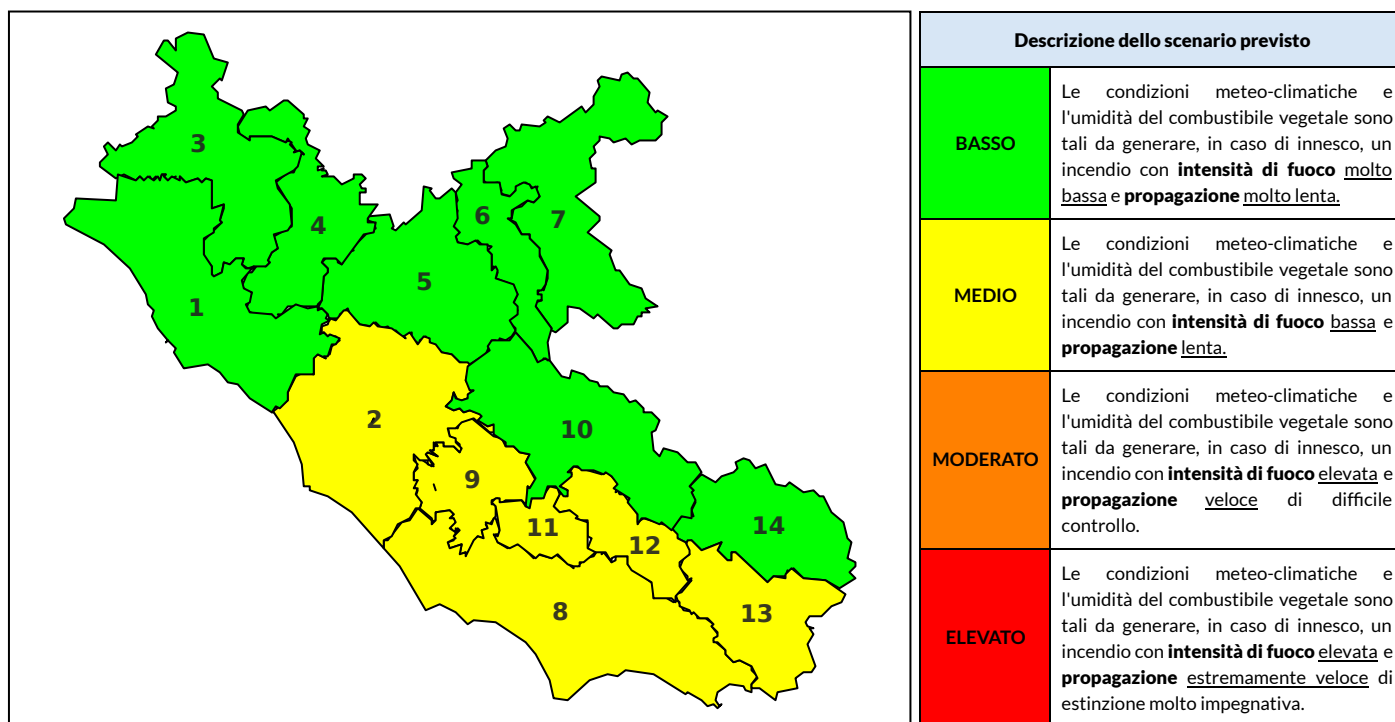 3
4
6
7
5
1
2
10
9
11
12
14
8
13
Descrizione dello scenario previsto
BASSO
Le condizioni meteo-climatiche e
l'umidità del combustibile vegetale sono
tali da generare, in caso di innesco, un
incendio con intensità di fuoco molto
bassa e propagazione molto lenta.
MEDIO
Le condizioni meteo-climatiche e
l'umidità del combustibile vegetale sono
tali da generare, in caso di innesco, un
incendio con intensità di fuoco bassa e
propagazione lenta.
MODERATO
Le condizioni meteo-climatiche e
l'umidità del combustibile vegetale sono
tali da generare, in caso di innesco, un
incendio con intensità di fuoco elevata e
propagazione veloce di difficile
controllo.
ELEVATO
Le condizioni meteo-climatiche e
l'umidità del combustibile vegetale sono
tali da generare, in caso di innesco, un
incendio con intensità di fuoco elevata e
propagazione estremamente veloce di
estinzione molto impegnativa.